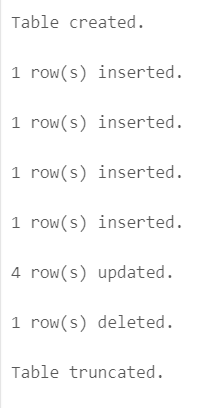 Table created.
1 row(s) inserted.
1 row(s) inserted.
1 row(s) inserted.
1 row(s) inserted.
4 row(s) updated.
1 row(s) deleted.
Table truncated.